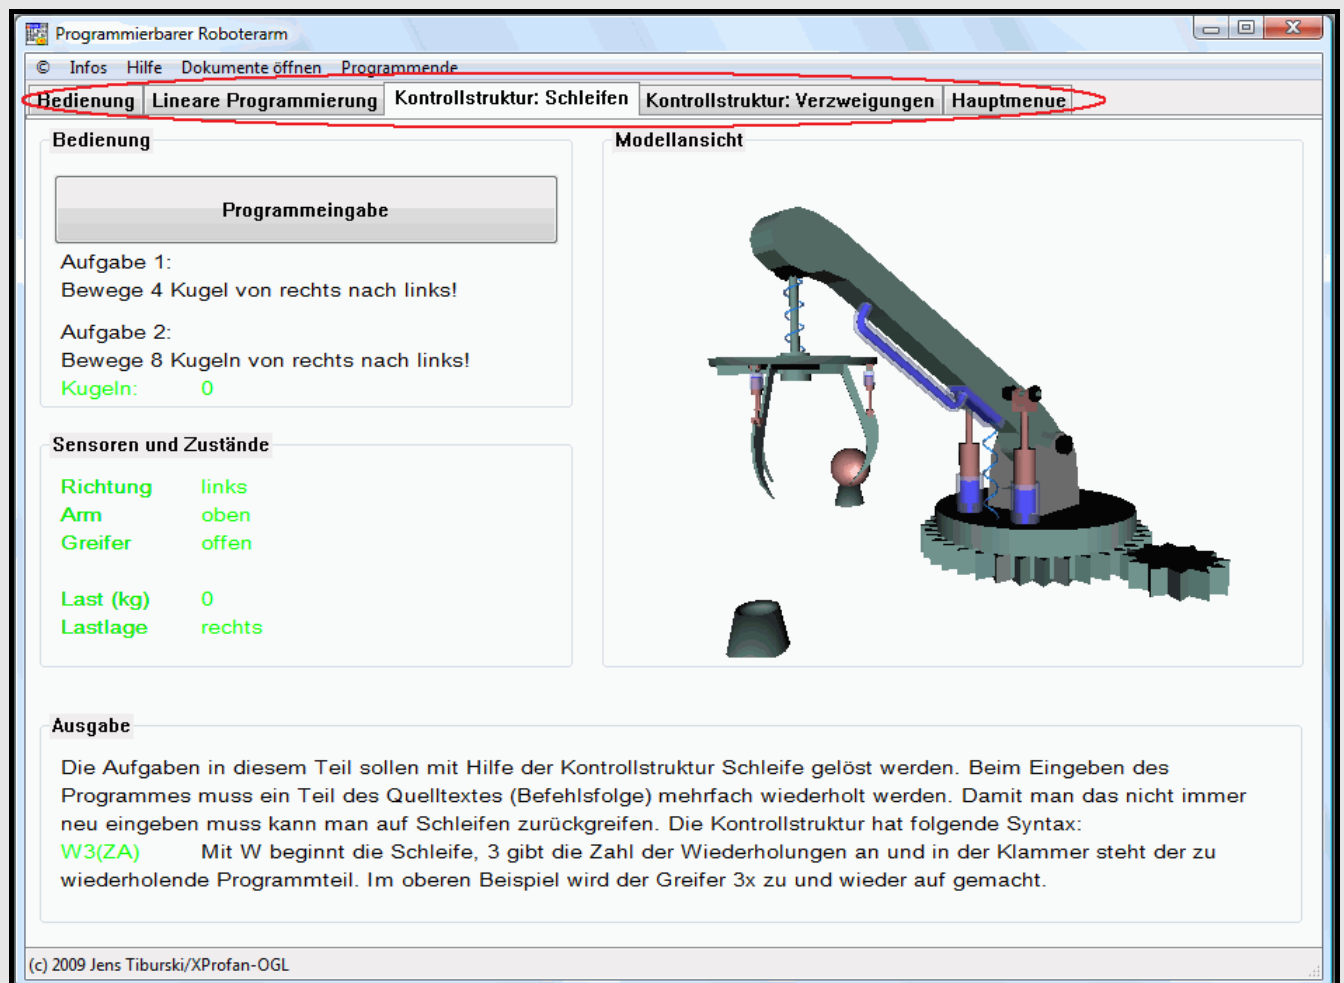 Programmierbarer Roboterarm
© Infos Hilfe Dokumente öffnen Programmende
Bedienung Lineare Programmierung Kontrollstruktur: Schleifen Kontrollstruktur: Verzweigungen Hauptmenue
Bedienung
Programmeingabe
Aufgabe 1:
Bewege 4 Kugel von rechts nach links!
Aufgabe 2:
Bewege 8 Kugeln von rechts nach links!
Kugeln: 0
Sensoren und Zustände
Richtung links
Arm oben
Greifer offen
Last (kg) 0
Lastlage rechts
Modellansicht
Ausgabe
Die Aufgaben in diesem Teil sollen mit Hilfe der Kontrollstruktur Schleife gelöst werden. Beim Eingeben des
Programmes muss ein Teil des Quelltextes (Befehlsfolge) mehrfach wiederholt werden. Damit man das nicht immer
neu eingeben muss kann man auf Schleifen zurückgreifen. Die Kontrollstruktur hat folgende Syntax:
W3(ZA) Mit W beginnt die Schleife, 3 gibt die Zahl der Wiederholungen an und in der Klammer steht der zu
wiederholende Programmteil. Im oberen Beispiel wird der Greifer 3x zu und wieder auf gemacht.
(c) 2009 Jens Tiburski/XProfan-OGL